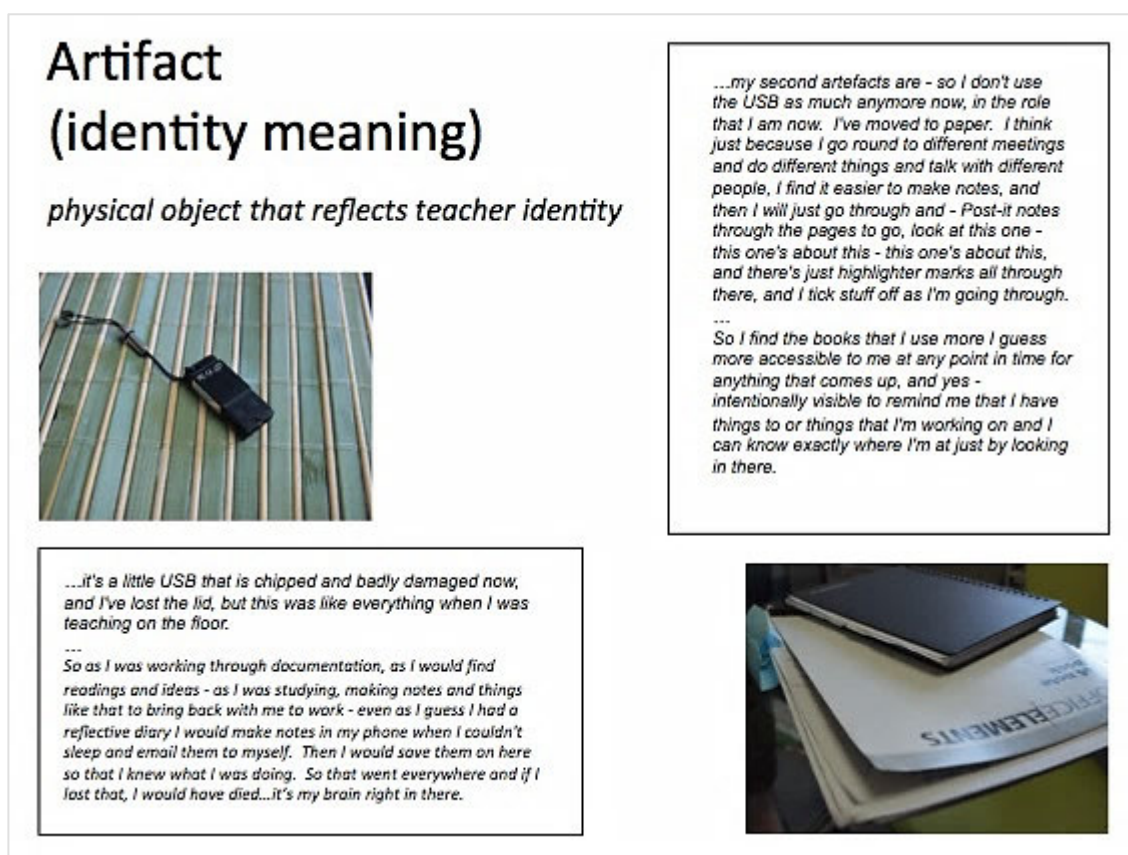 Artifact
(identity meaning)
physical object that reflects teacher identity
....it's a little USB that is chipped and badly damaged now,
and I've lost the lid, but this was like everything when I was
teaching on the floor.
...
So as I was working through documentation, as I would find
readings and ideas - as I was studying, making notes and things
like that to bring back with me to work - even as I guess I had a
reflective diary I would make notes in my phone when I couldn't
sleep and email them to myself.  Then I would save them on here
so that I knew what I was doing.  So that went everywhere and if I
lost that, I would have died...it's my brain right in there.
....my second artefacts are - so I don't use
the USB as much anymore now, in the role
that I am now.  I've moved to paper.  I think
just because I go round to different meetings
and do different things and talk with different
people, I find it easier to make notes, and
then I will just go through and - Post-it notes
through the pages to go, look at this one -
this one's about this - this one's about this,
and there's just highlighter marks all through
there, and I tick stuff off as I'm going through.
...
So I find the books that I use more I guess
more accessible to me at any point in time for
anything that comes up, and yes -
intentionally visible to remind me that I have
things to or things that I'm working on and I
can know exactly where I'm at just by looking
in there.
OFFICEELEMENTS